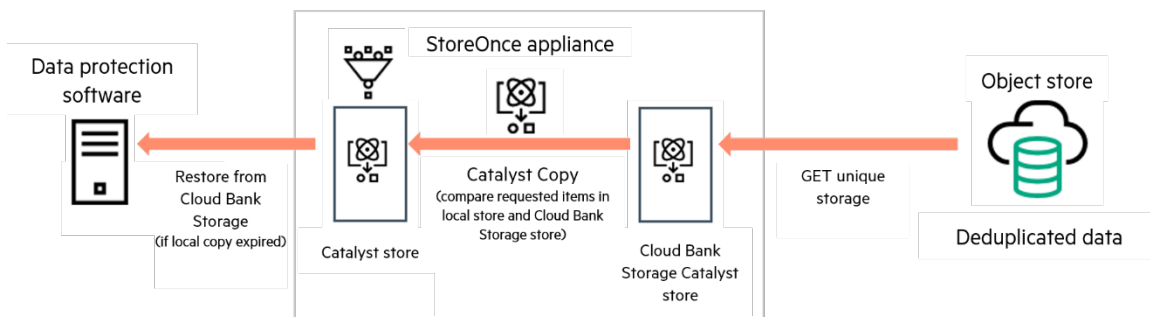 StoreOnce appliance
Data protection
software
Object store
Restore from
Cloud Bank
Storage
(if local copy expired)
Catalyst Copy
(compare requested items in
local store and Cloud Bank
Storage store)
GET unique
storage
Catalyst store
Cloud Bank
Storage Catalyst
store
Deduplicated data